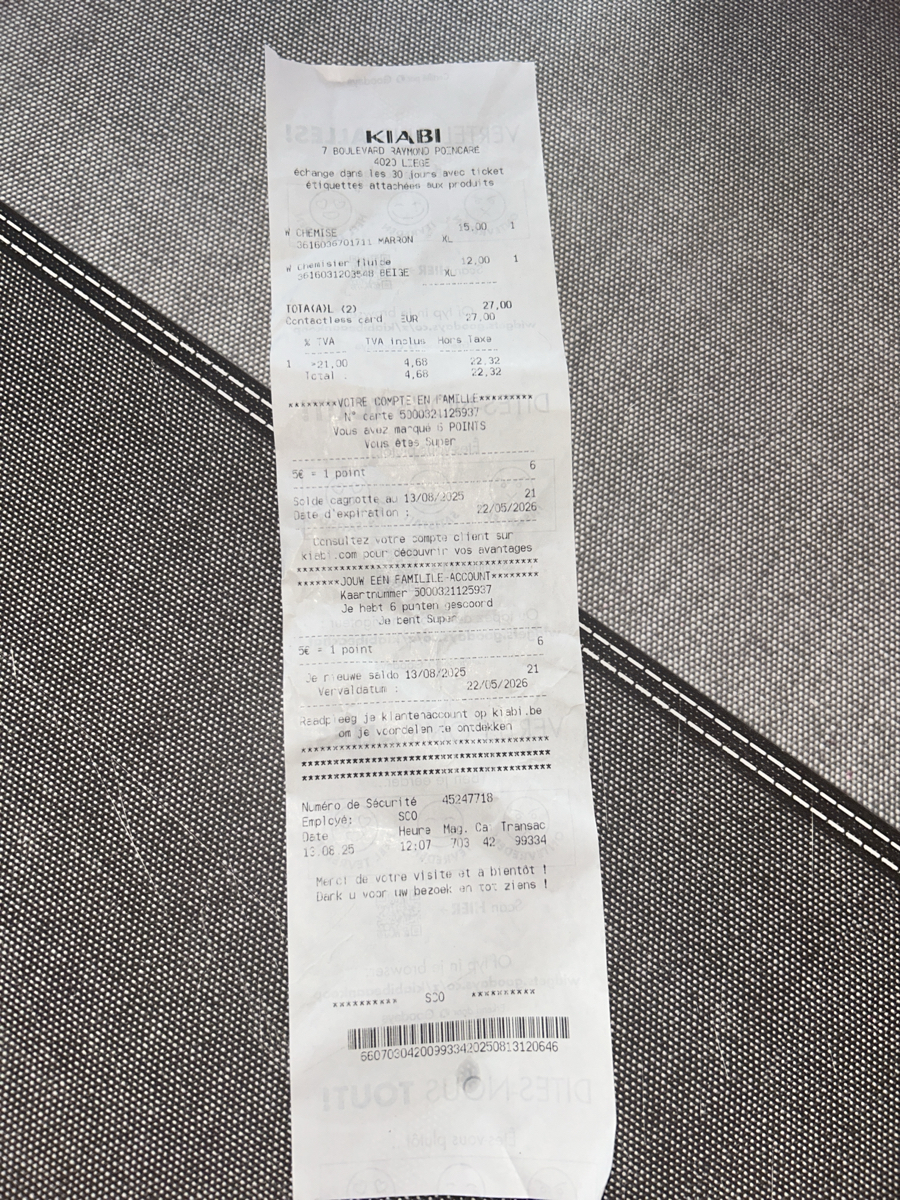 KIABI
7 BOULEVARD RAYMOND POINCARE
4020 LIEGE
échange dans les 30 jours avec ticket
étiquettes attachées aux produits
W CHEMISE 15,00 1
MARRON XL
W Chemisier fluide 12,00 1
BEIGE XL
TOTA(A)L (2) 27,00
Contactless card EUR 27,00
% TVA TVA inclus Hors Taxe
1 >21,00 4,68 22,32
Total 4,68 22,32
********VOTRE COMPTE EN FAMILLE*********
N° carte 5000321125937
Vous avez marqué 6 POINTS
Vous êtes Super
5€ = 1 point 6
Solde cagnotte au 13/08/2025 21
Date d'expiration : 22/05/2026
Consultez votre compte client sur
kiabi.com pour découvrir vos avantages
*******JOUW EEN FAMILILE-ACCOUNT********
Kaartnummer 5000321125937
Je hebt 6 punten gescoord
Je bent Super
5€ = 1 point 6
Je nieuwe saldo 13/08/2025 21
Vervaldatum : 22/05/2026
Raadpleeg je klantenaccount op kiabi.be
om je voordelen te ontdekken
Numéro de Sécurité 45247718
Employé: SCO
Date Heure Mag. Ca Transac
13.08.25 12:07 703 42 99334
Merci de votre visite et à bientôt !
Dank u voor uw bezoek en tot ziens !
********** SCO **********
660703042009933420250813120646